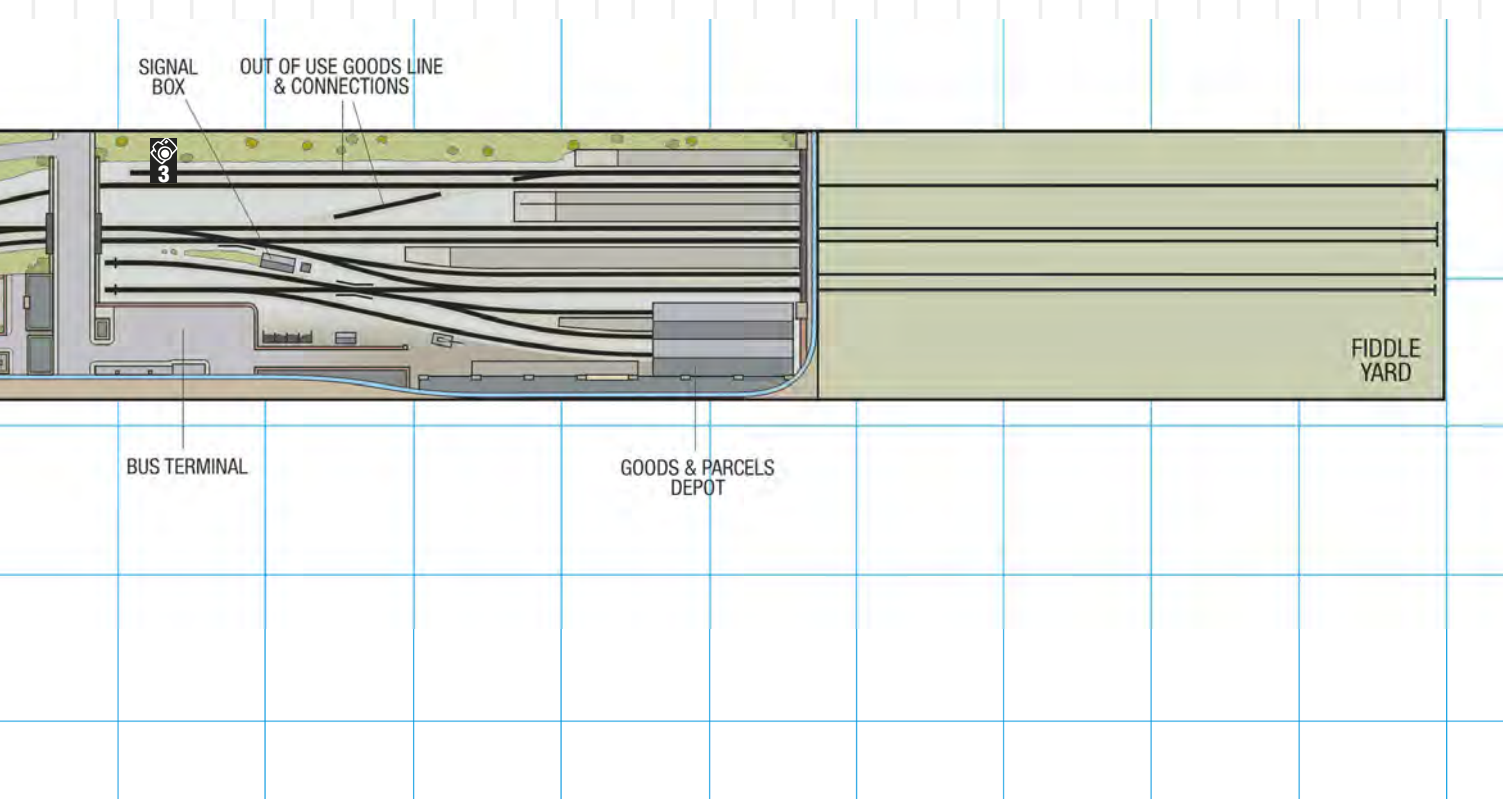 SIGNAL
BOX
OUT OF USE GOODS LINE
& CONNECTIONS
3
FIDDLE
YARD
BUS TERMINAL
GOODS & PARCELS
DEPOT